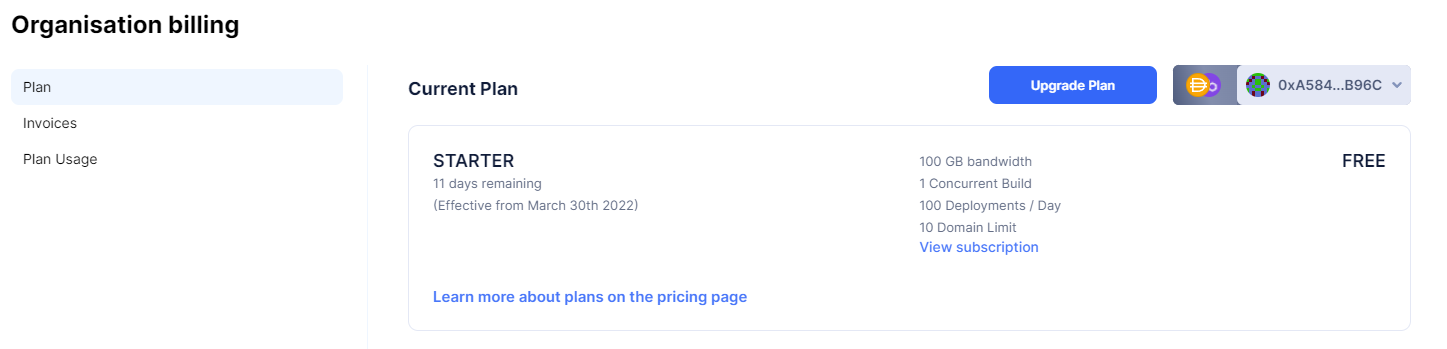 Organisation billing
Plan
Invoices
Plan Usage
Current Plan
Upgrade Plan
0xA584...B96C
STARTER
11 days remaining
(Effective from March 30th 2022)
100 GB bandwidth
1 Concurrent Build
100 Deployments / Day
10 Domain Limit
View subscription
FREE
Learn more about plans on the pricing page